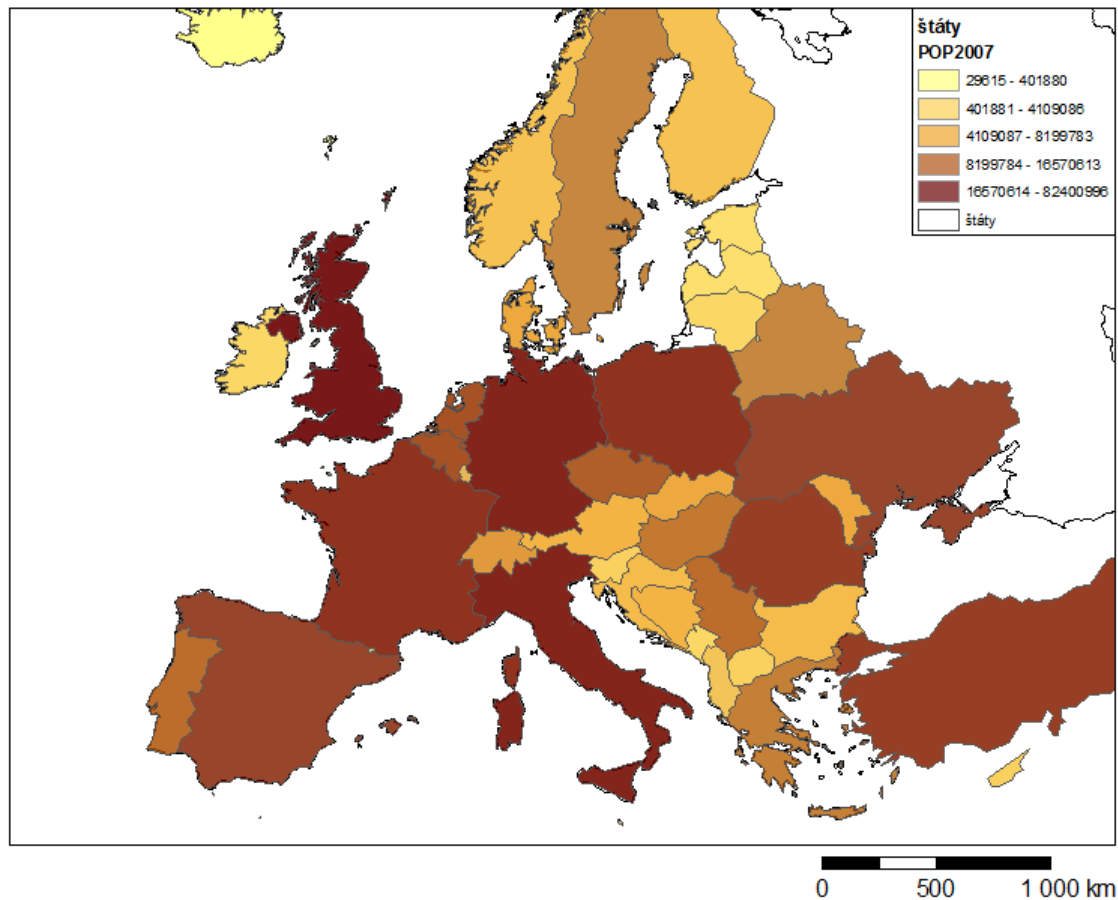 štáty
POP2007
29615 - 401880
401881 - 4109086
4109087 - 8199783
8199784 - 16570613
16570614 - 82400996
štáty
0 500 1 000 km